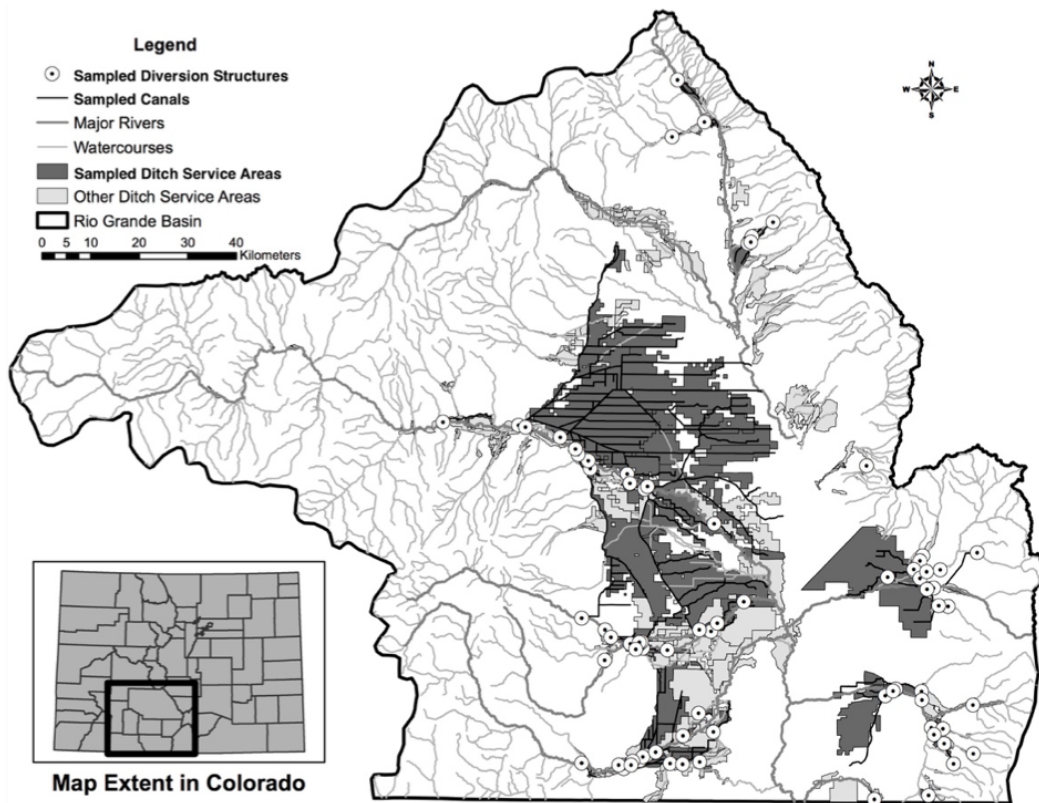 Legend
Sampled Diversion Structures
Sampled Canals
Major Rivers
Watercourses
Sampled Ditch Service Areas
Other Ditch Service Areas
Rio Grande Basin
0 5 10 20 30 40
Kilometers
N
W E
S
Map Extent in Colorado